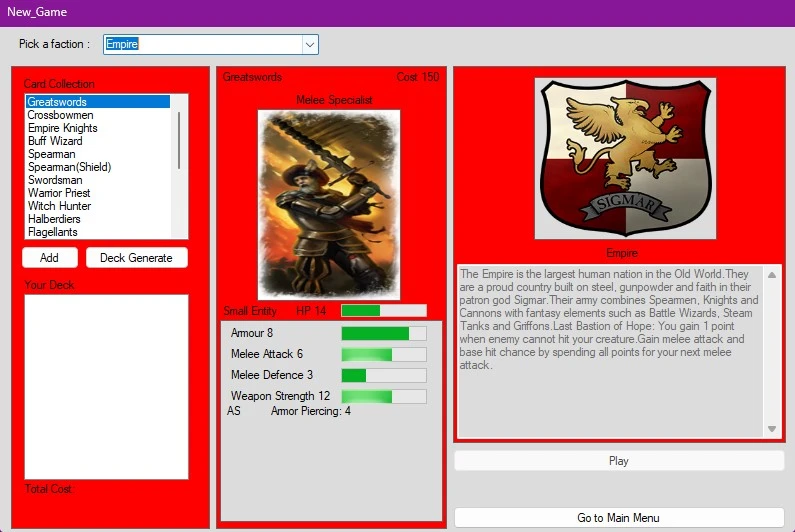 New_Game
Pick a faction :
Empire
Card Collection
Greatswords
Crossbowmen
Empire Knights
Buff Wizard
Spearman
Spearman(Shield)
Swordsman
Warrior Priest
Witch Hunter
Halberdiers
Flagellants
Add
Deck Generate
Your Deck
Total Cost:
Greatswords
Cost 150
Melee Specialist
Small Entity
HP 14
Amour 8
Melee Attack 6
Melee Defence 3
Weapon Strength 12
AS
Armor Piercing: 4
SIGMAR
Empire
The Empire is the largest human nation in the Old World.They
are a proud country built on steel, gunpowder and faith in their
patron god Sigmar.Their army combines Spearmen, Knights and
Cannons with fantasy elements such as Battle Wizards, Steam
Tanks and Griffons.Last Bastion of Hope: You gain 1 point
when enemy cannot hit your creature.Gain melee attack and
base hit chance by spending all points for your next melee
attack.
Play
Go to Main Menu